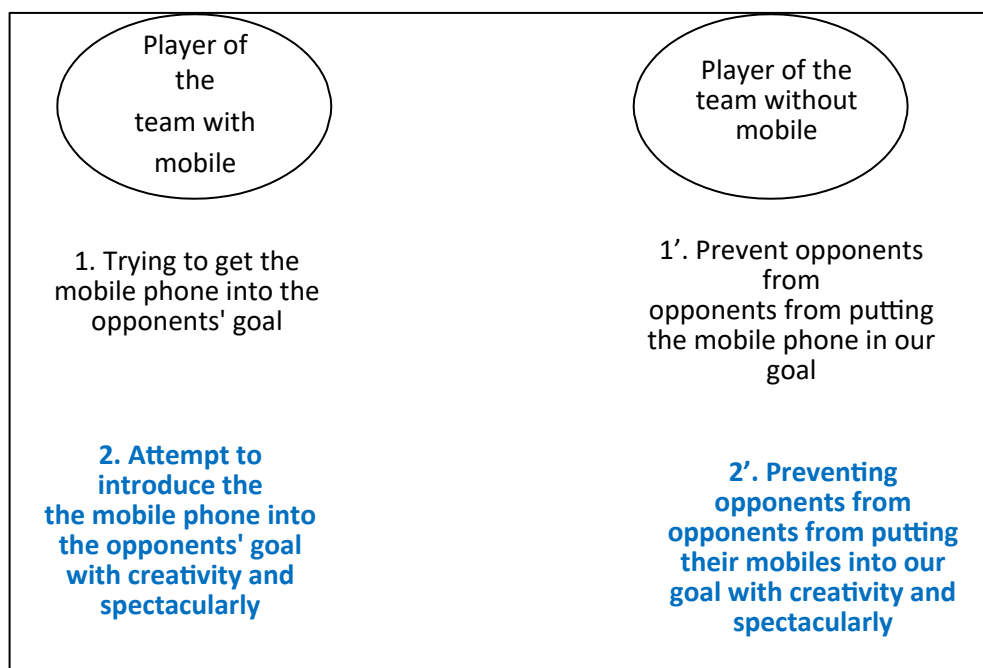 Player of
the
team with
mobile
Player of the
team without
mobile
1. Trying to get the
mobile phone into the
opponents' goal
1’. Prevent opponents
from
opponents from putting
the mobile phone in our
goal
2. Attempt to
introduce the
the mobile phone into
the opponents' goal
with creativity and
spectacularly
2’. Preventing
opponents from
opponents from putting
their mobiles into our
goal with creativity and
spectacularly